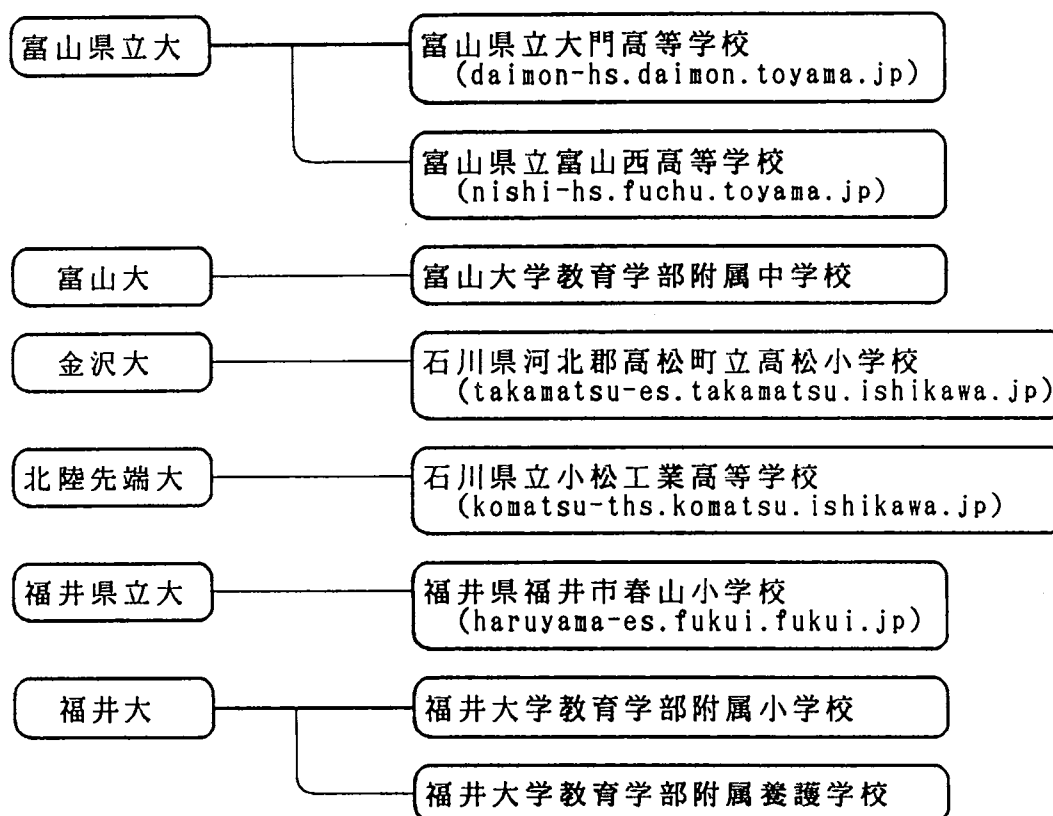 富山県立大
富山県立大門高等学校
(daimon-hs.daimon.toyama.jp)
富山県立富山西高等学校
(nishi-hs.fuchu.toyama.jp)
富山大
富山大学教育学部附属中学校
金沢大
石川県河北郡高松町立高松小学校
(takamatsu-es.takamatsu.ishikawa.jp)
北陸先端大
石川県立小松工業高等学校
(komatsu-ths.komatsu.ishikawa.jp)
福井県立大
福井県福井市春山小学校
(haruyama-es.fukui.fukui.jp)
福井大
福井大学教育学部附属小学校
福井大学教育学部附属養護学校